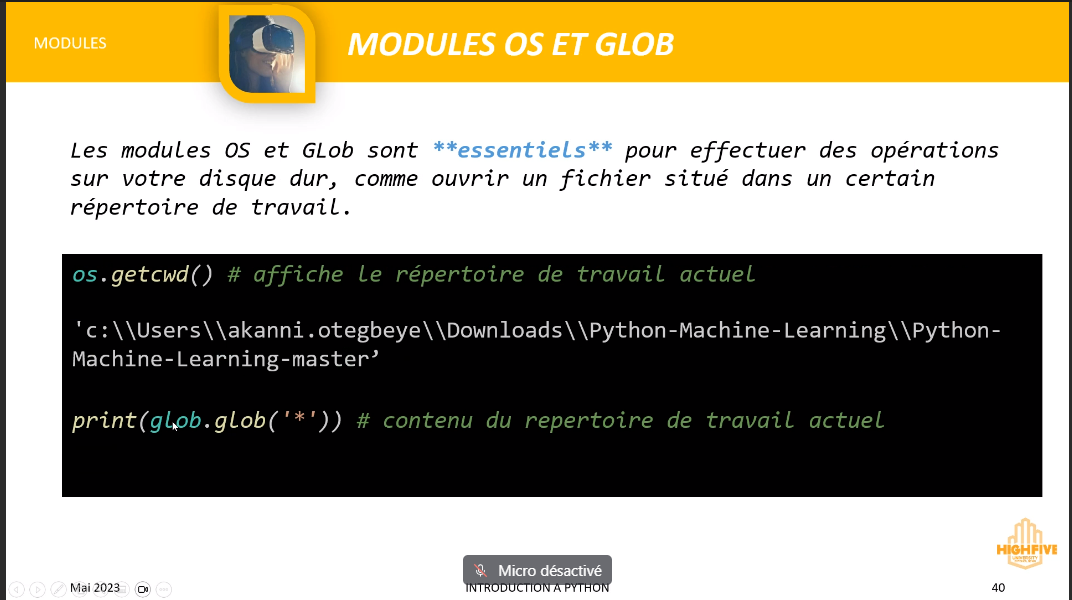 MODULES
MODULES OS ET GLOB
Les modules OS et GLob sont **essentiels** pour effectuer des opérations
sur votre disque dur, comme ouvrir un fichier situé dans un certain
répertoire de travail.
os.getcwd() # affiche le répertoire de travail actuel
'c:\\Users\\akanni.otegbeye\\Downloads\\Python-Machine-Learning\\Python-
Machine-Learning-master’
print(glob.glob('*')) # contenu du repertoire de travail actuel
HIGHFIVE
UNIVERSITY
Micro désactivé
Mai 2023
INTRODUCTION A PYTHON
40